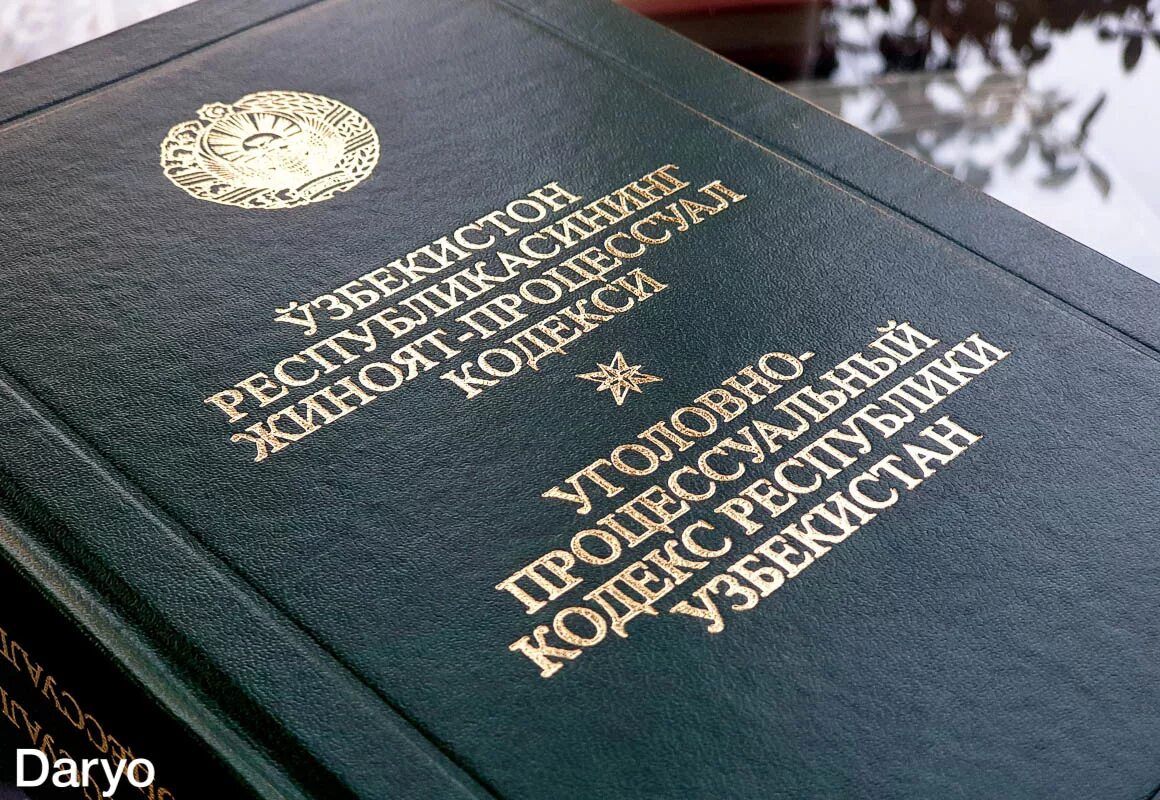 ЎЗБЕКИСТОН
РЕСПУБЛИКАСИНИНГ
ЖИНОЯТ-ПРОЦЕССУАЛ
КОДЕКСИ
УГОЛОВНО-
ПРОЦЕССУАЛЬНЫЙ
КОДЕКС РЕСПУБЛИКИ
УЗБЕКИСТАН
Daryo